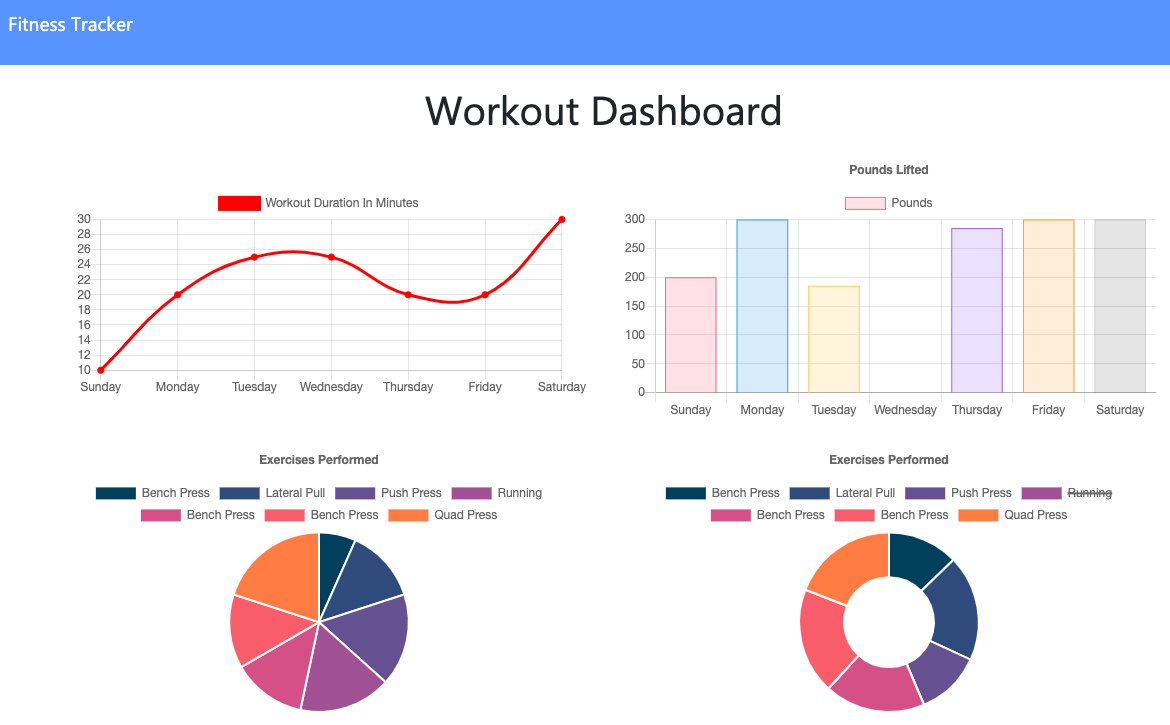 Fitness Tracker
Workout Dashboard
Workout Duration In Minutes
30
28
26
24
22
20
18
16
14
12
10
Sunday Monday Tuesday Wednesday Thursday Friday Saturday
Pounds Lifted
Pounds
300
250
200
150
100
50
0
Sunday Monday Tuesday Wednesday Thursday Friday Saturday
Exercises Performed
Bench Press Lateral Pull Push Press Running
Bench Press Bench Press Quad Press
Exercises Performed
Bench Press Lateral Pull Push Press Running
Bench Press Bench Press Quad Press